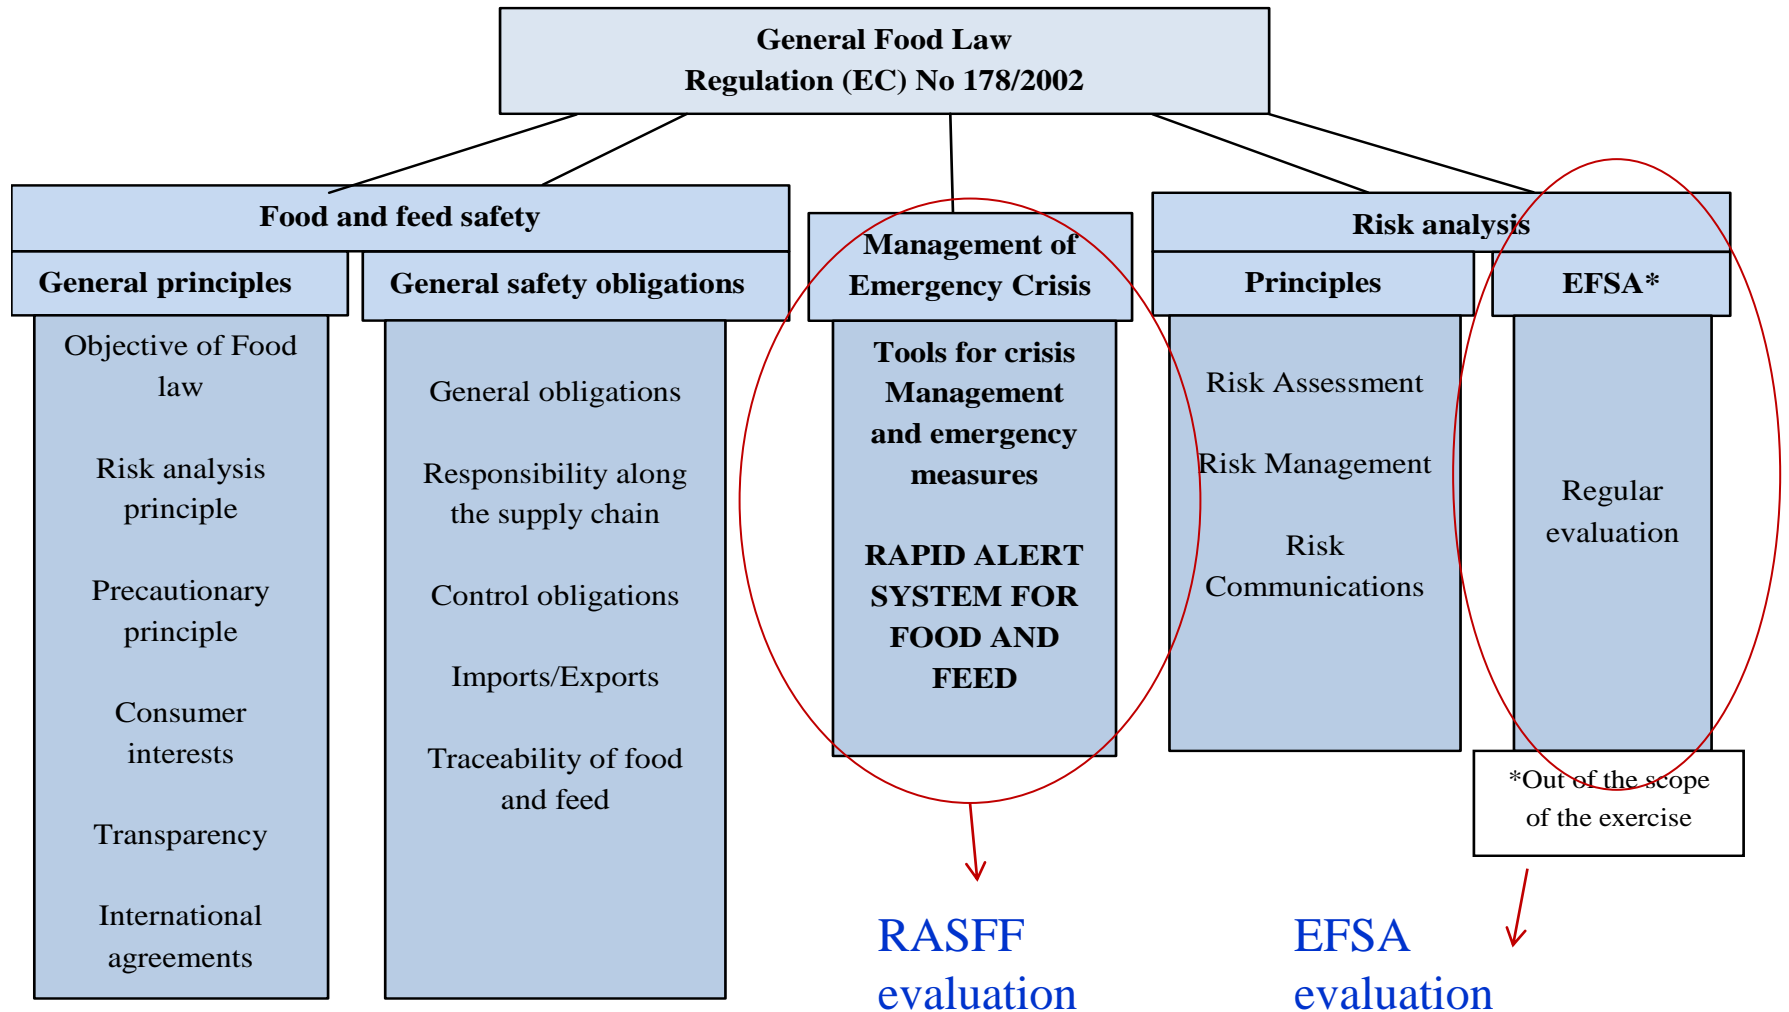 General Food Law
Regulation (EC) No 178/2002
Food and feed safety
General principles
Objective of Food
law
Risk analysis
principle
Precautionary
principle
Consumer
interests
Transparency
International
agreements
General safety obligations
General obligations
Responsibility along
the supply chain
Control obligations
Imports/Exports
Traceability of food
and feed
Management of
Emergency Crisis
Tools for crisis
Management
and emergency
measures
RAPID ALERT
SYSTEM FOR
FOOD AND
FEED
Risk analysis
Principles
Risk Assessment
Risk Management
Risk
Communications
EFSA*
Regular
evaluation
*Out of the scope
of the exercise
RASFF
evaluation
EFSA
evaluation